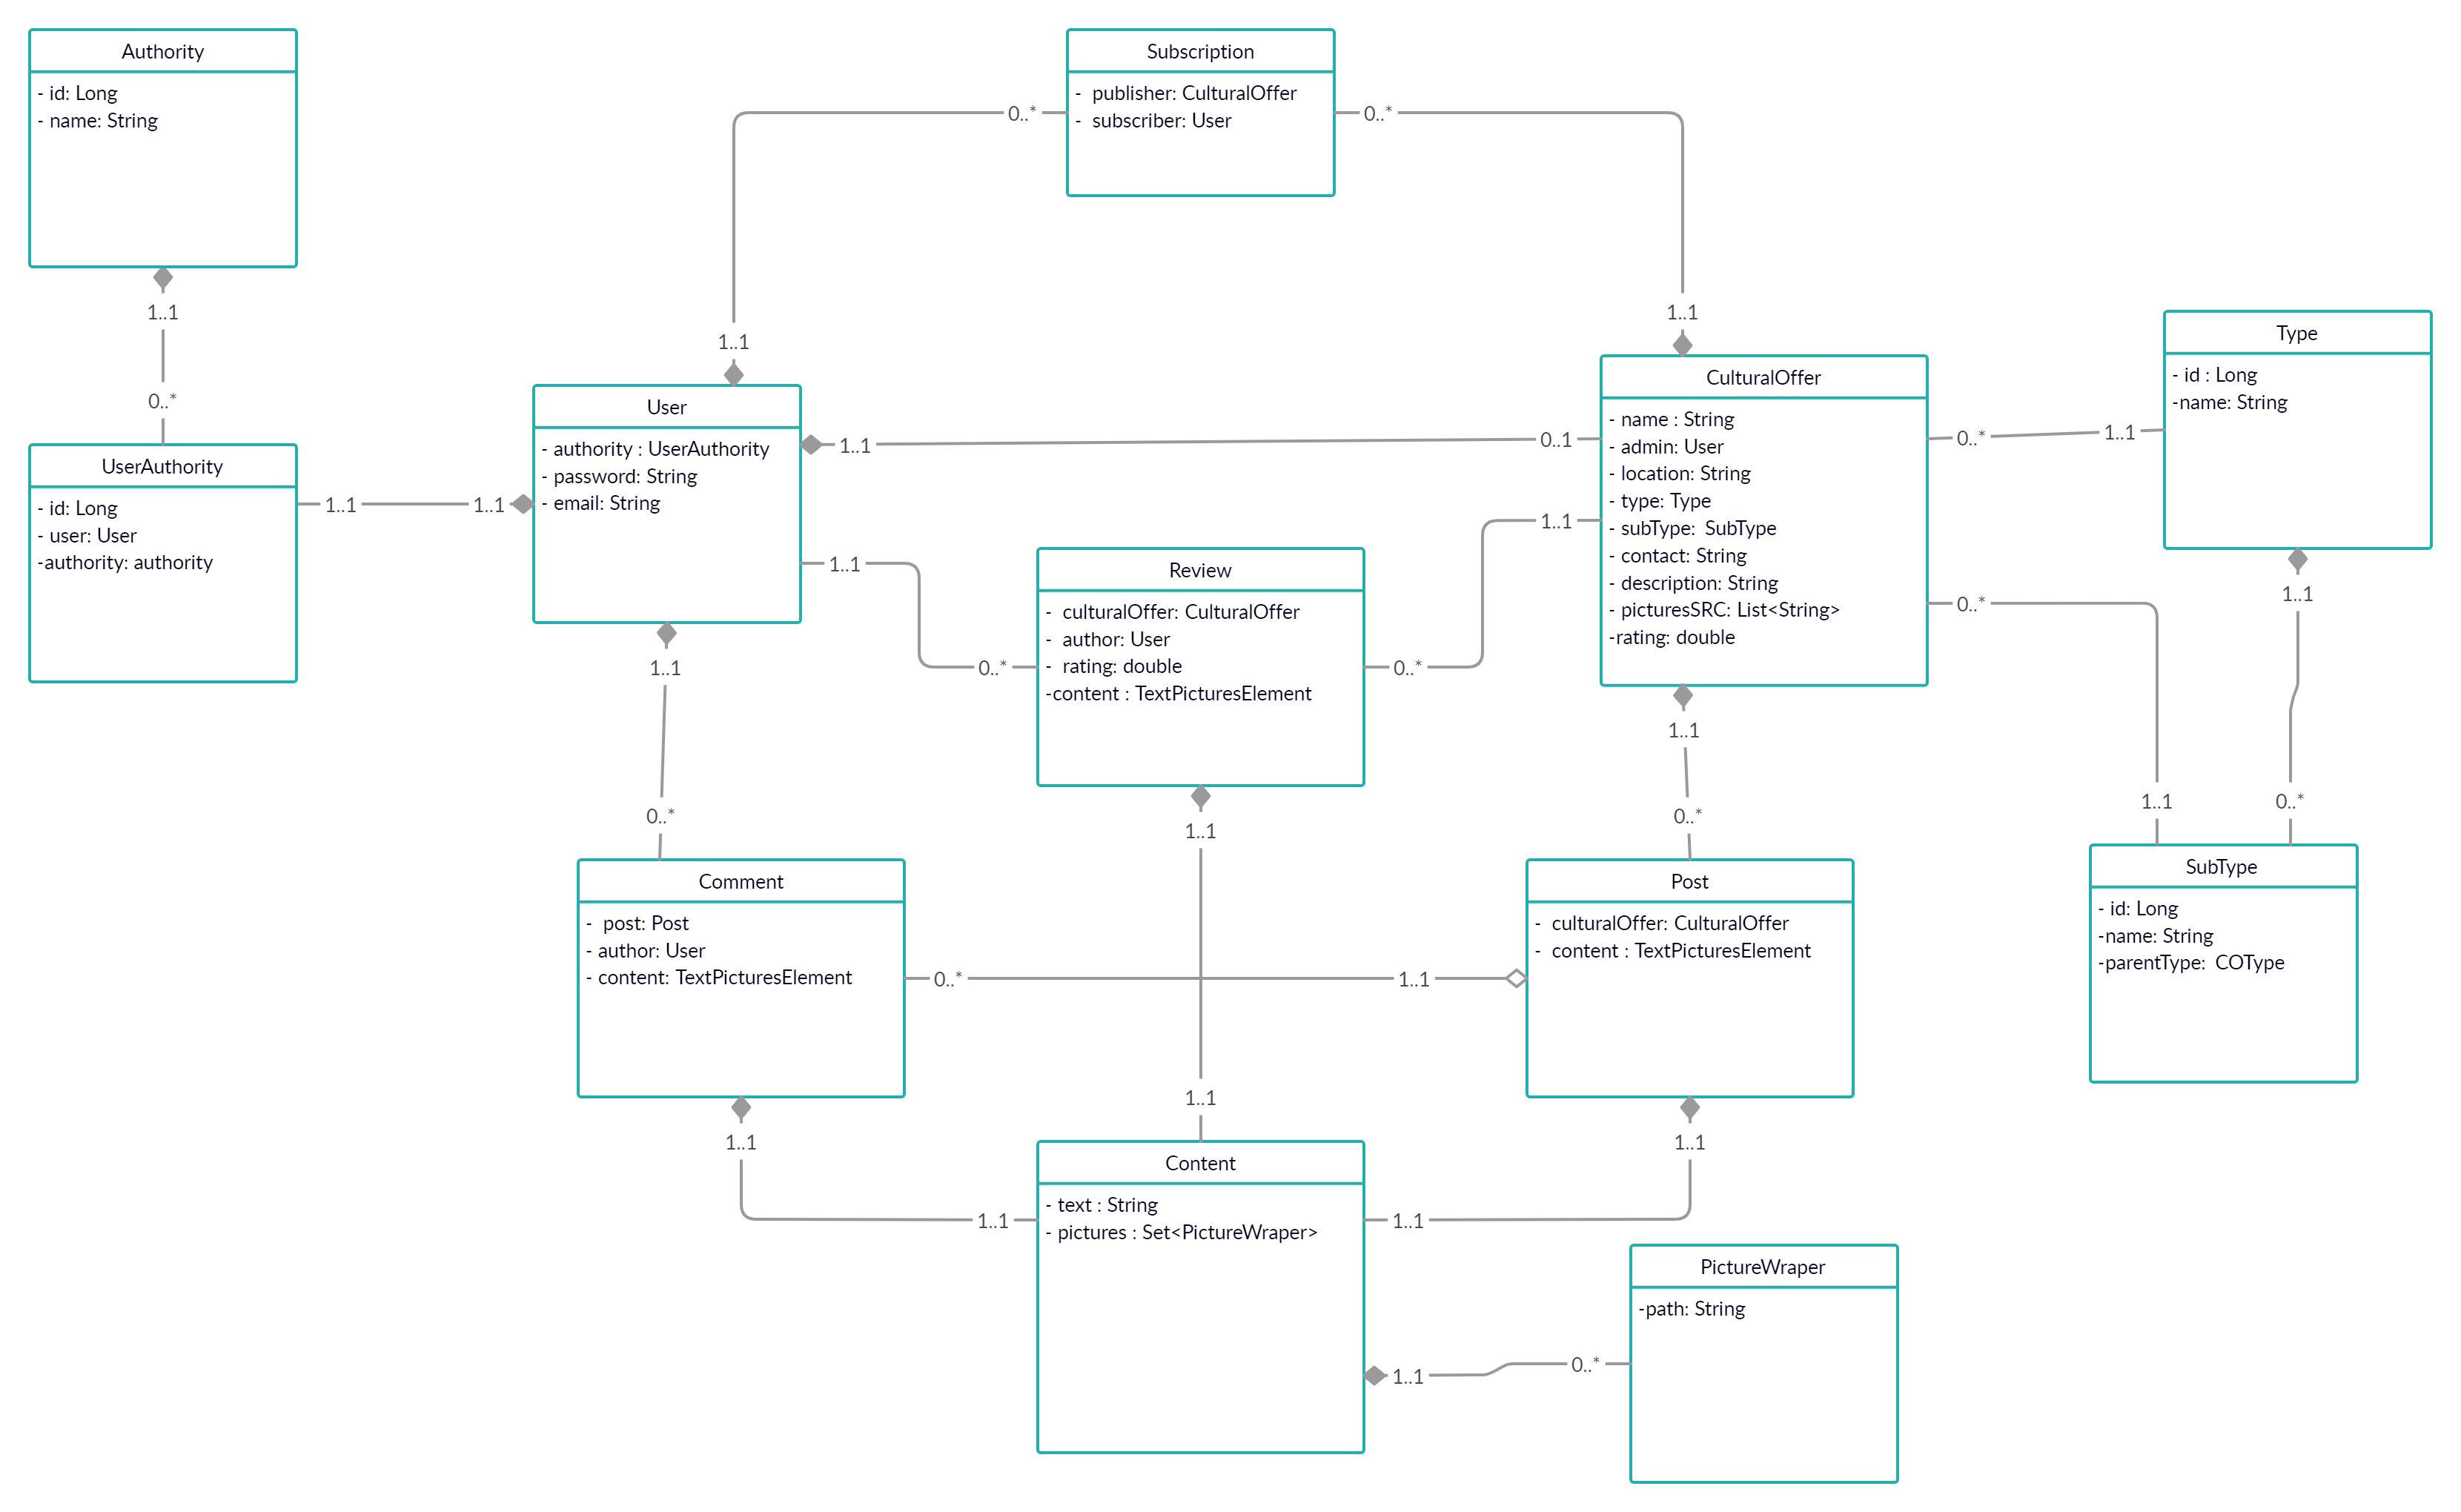 Authority
- id: Long
- name: String
Subscription
-  publisher: CulturalOffer
-  subscriber: User
0..*
0..*
1..1
0..*
1..1
1..1
UserAuthority
- id: Long
- user: User
-authority: authority
1..1
1..1
User
- authority : UserAuthority
- password: String
- email: String
1..1
0..1
CulturalOffer
- name : String
- admin: User
- location: String
- type: Type
- subType:  SubType
- contact: String
- description: String
- picturesSRC: List<String>
-rating: double
0..*
1..1
Type
- id : Long
-name: String
1..1
0..*
Review
-  culturalOffer: CulturalOffer
-  author: User
-  rating: double
-content : TextPicturesElement
0..*
1..1
0..*
1..1
0..*
1..1
0..*
1..1
0..*
1..1
1..1
Comment
-  post: Post
- author: User
- content: TextPicturesElement
0..*
1..1
Post
-  culturalOffer: CulturalOffer
-  content : TextPicturesElement
SubType
- id: Long
-name: String
-parentType:  COType
1..1
1..1
1..1
1..1
1..1
Content
- text : String
- pictures : Set<PictureWraper>
1..1
0..*
PictureWraper
-path: String